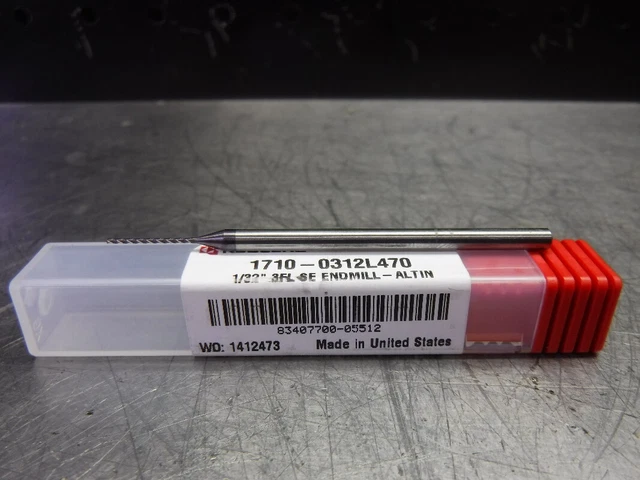 1710-0312L470
1/32" 3FL SE ENDMILL-ALTIN
83407700-05512
WO: 1412473 Made in United States